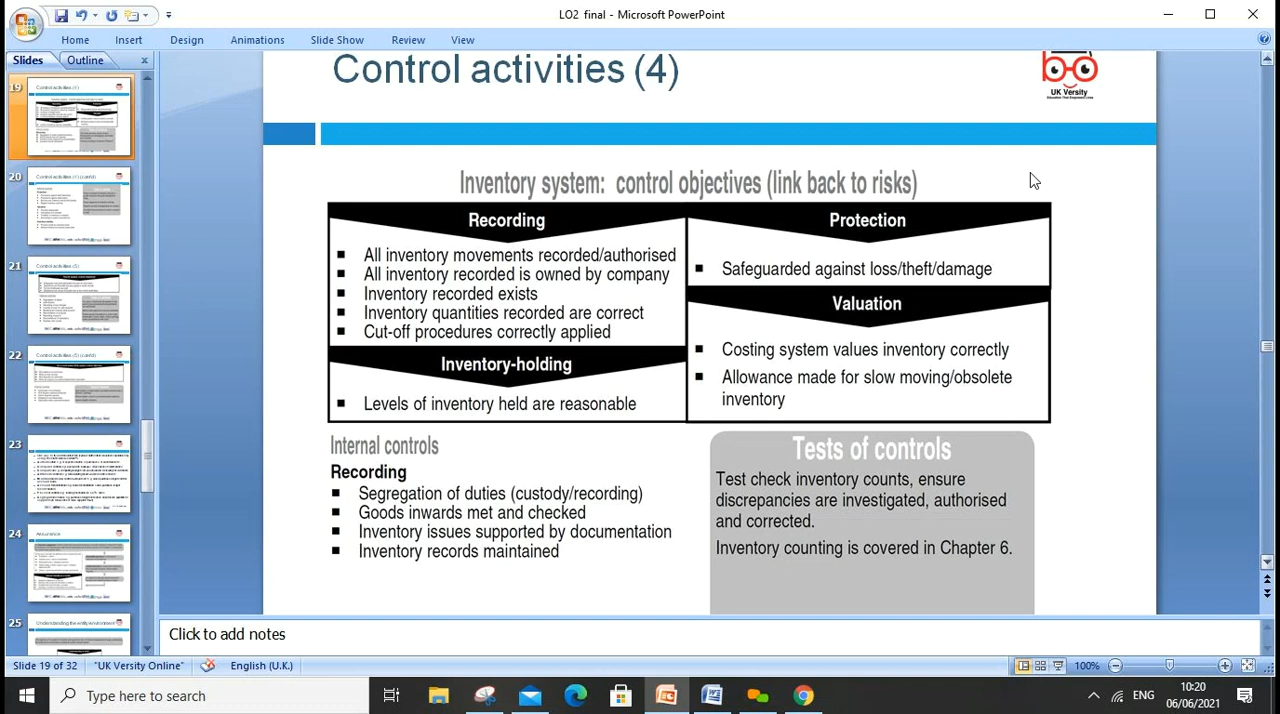 LO2 final - Microsoft PowerPoint
Home Insert Design Animations Slide Show Review View
Slides Outline
Control activities (4)
UK Versity
Inventory system: control objectives (link back to risks)
Recording
All inventory movements recorded/authorised
All inventory recorded is owned by company
Inventory recorded exists
Inventory quantities recorded are correct
Cut-off procedures correctly applied
Inventory-holding
Levels of inventory held are reasonable
Protection
Safeguarded against loss/theft/damage
Valuation
Costing system values inventory correctly
Allowance made for slow moving/obsolete
inventory
Internal controls
Recording
Segregation of duties (custody/recording)
Goods inwards met and checked
Inventory issues supported by documentation
Inventory records maintained
Tests of controls
Test check inventory counts, ensure
discrepancies are investigated, authorised
and corrected.
Inventory counting is covered in Chapter 6.
19
20
21
22
23
24
25
Click to add notes
Slide 19 of 32 "UK Versity Online" English (U.K.) 100%
Type here to search
ENG
10:20
06/06/2021